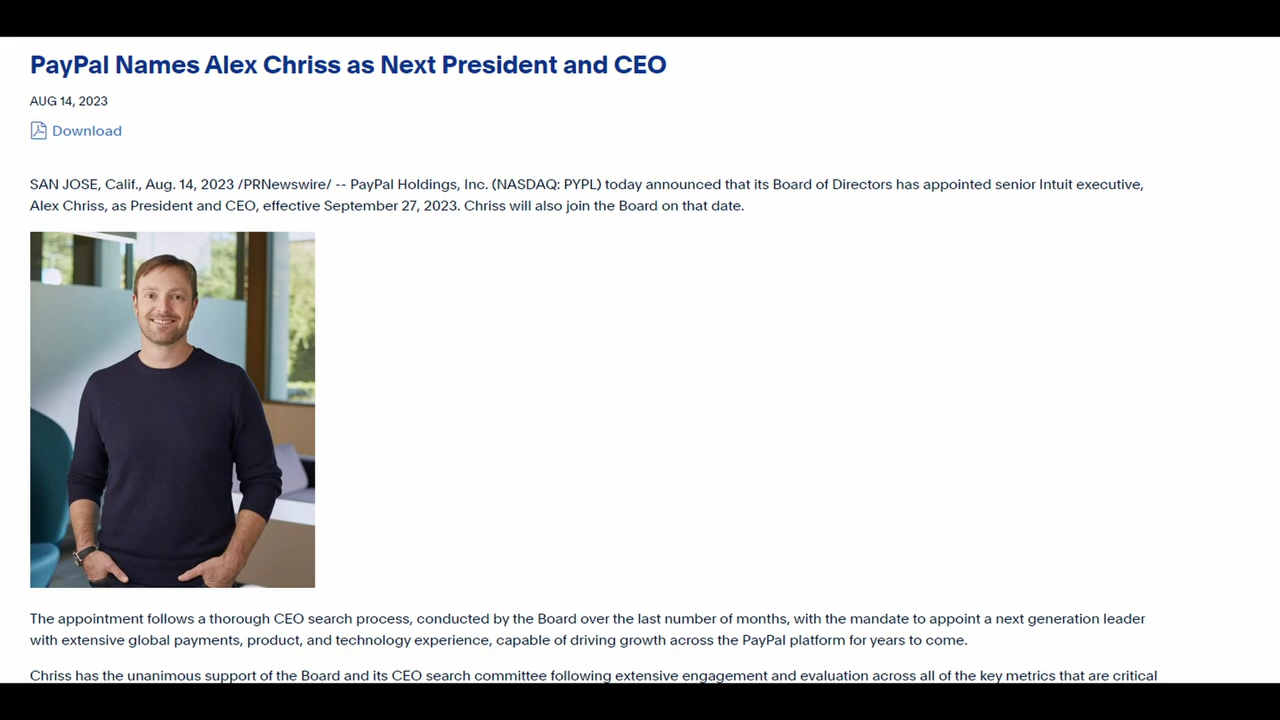 PayPal Names Alex Chriss as Next President and CEO
AUG 14, 2023
Download
SAN JOSE, Calif., Aug. 14, 2023 /PRNewswire/ -- PayPal Holdings, Inc. (NASDAQ: PYPL) today announced that its Board of Directors has appointed senior Intuit executive,
Alex Chriss, as President and CEO, effective September 27, 2023. Chriss will also join the Board on that date.
The appointment follows a thorough CEO search process, conducted by the Board over the last number of months, with the mandate to appoint a next generation leader
with extensive global payments, product, and technology experience, capable of driving growth across the PayPal platform for years to come.
Chriss has the unanimous support of the Board and its CEO search committee following extensive engagement and evaluation across all of the key metrics that are critical